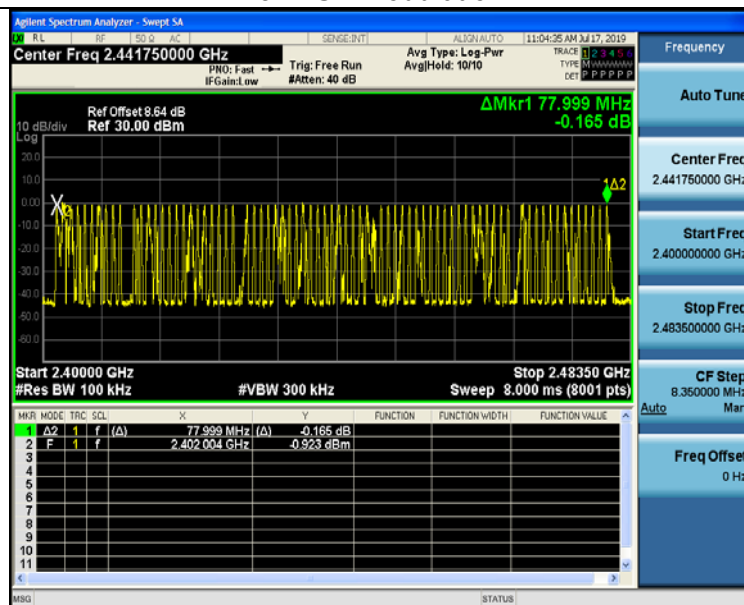 Agilent Spectrum Analyzer - Swept SA
RL RF 50 Ω AC SENSE:INT ALIGN AUTO 11:04:35 AM Jul 17, 2019
Center Freq 2.441750000 GHz
PNO: Fast
IFGain:Low
Trig: Free Run
#Atten: 40 dB
Avg Type: Log-Pwr
Avg|Hold: 10/10
TRACE 1 2 3 4 5 6
TYPE M
DET P P P P P P
Frequency
Auto Tune
Center Freq
2.441750000 GHz
Start Freq
2.400000000 GHz
Stop Freq
2.483500000 GHz
CF Step
8.350000 MHz
Auto Man
Freq Offset
0 Hz
ΔMkr1 77.999 MHz
-0.165 dB
Ref Offset 8.64 dB
10 dB/div Ref 30.00 dBm
Log
20.0
10.0
0.00
-10.0
-20.0
-30.0
-40.0
-50.0
-60.0
1Δ2
Start 2.40000 GHz Stop 2.48350 GHz
#Res BW 100 kHz #VBW 300 kHz Sweep 8.000 ms (8001 pts)
MKR MODE TRC SCL X Y FUNCTION FUNCTION WIDTH FUNCTION VALUE
1 Δ2 1 f (Δ) 77.999 MHz (Δ) -0.165 dB
2 F 1 f 2.402 004 GHz -0.923 dBm
3
4
5
6
7
8
9
10
11
MSG STATUS